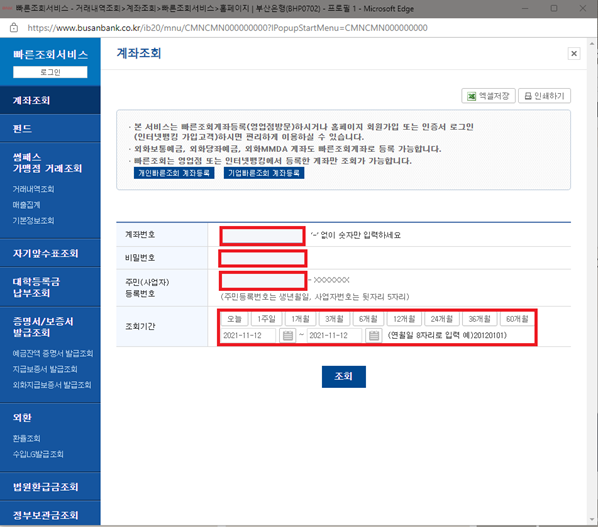 빠른조회서비스 - 거래내역조회>계좌조회>빠른조회서비스>홈페이지 | 부산은행(BHP0702) - 프로필 1 - Microsoft Edge
https://www.busanbank.co.kr/ib20/mnu/CMNCMN000000000?IPopupStartMenu=CMNCMN000000000
빠른조회서비스
로그인
계좌조회
펀드
썸패스
가맹점 거래조회
거래내역조회
매출집계
기본정보조회
자기앞수표조회
대학등록금
납부조회
증명서/보증서
발급조회
예금잔액 증명서 발급조회
지급보증서 발급조회
외화지급보증서 발급조회
외환
환율조회
수입LG발급조회
법원환급금조회
정부보관금조회
계좌조회
엑셀저장
인쇄하기
· 본 서비스는 빠른조회계좌등록(영업점방문)하시거나 홈페이지 회원가입 또는 인증서 로그인
(인터넷뱅킹 가입고객)하시면 편리하게 이용하실 수 있습니다.
· 외화보통예금, 외화당좌예금, 외화MMDA 계좌도 빠른조회계좌로 등록 가능합니다.
· 빠른조회는 영업점 또는 인터넷뱅킹에서 등록한 계좌만 조회가 가능합니다.
개인빠른조회 계좌등록 기업빠른조회 계좌등록
계좌번호 '-' 없이 숫자만 입력하세요
비밀번호
주민(사업자)
등록번호
- XXXXXXX
(주민등록번호는 생년월일, 사업자번호는 뒷자리 5자리)
조회기간
오늘 1주일 1개월 3개월 6개월 12개월 24개월 36개월 60개월
2021-11-12 ~ 2021-11-12 (연월일 8자리로 입력 예)20120101)
조회